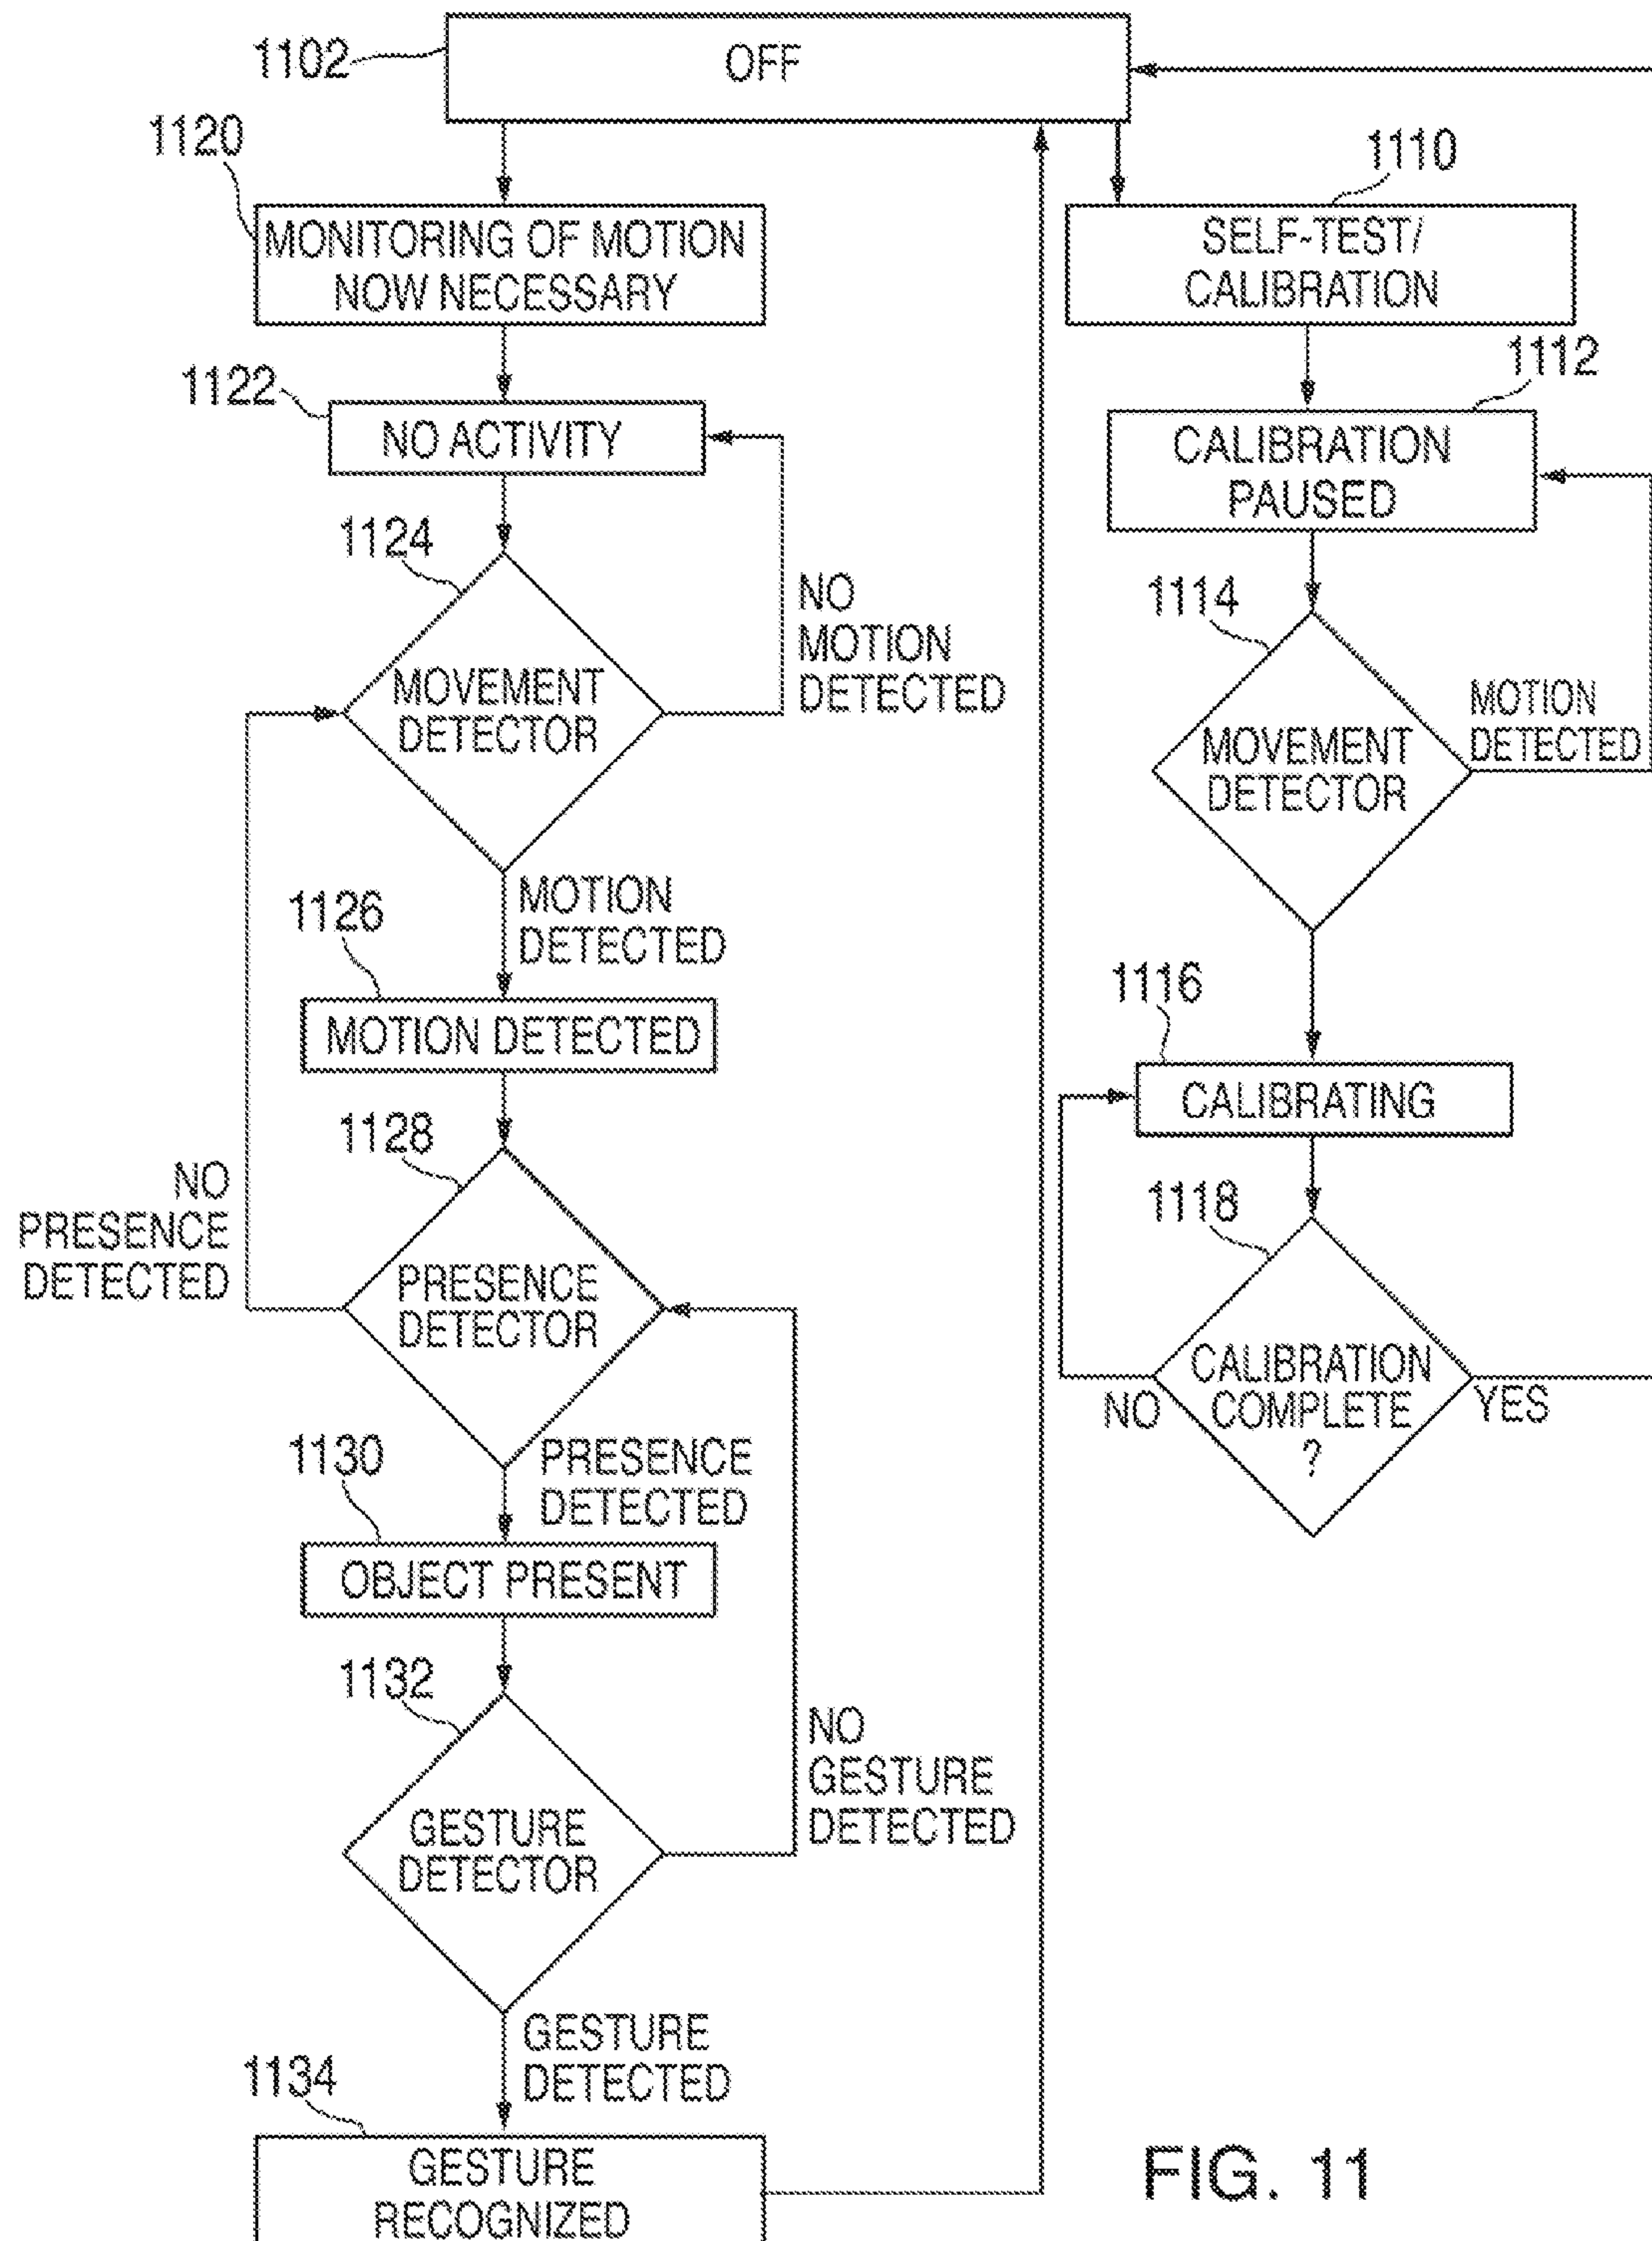 1102
OFF
1120
MONITORING OF MOTION
NOW NECESSARY
1122
NO ACTIVITY
1124
MOVEMENT
DETECTOR
NO
MOTION
DETECTED
MOTION
DETECTED
1126
MOTION DETECTED
1128
PRESENCE
DETECTOR
NO
PRESENCE
DETECTED
PRESENCE
DETECTED
1130
OBJECT PRESENT
1132
GESTURE
DETECTOR
NO
GESTURE
DETECTED
GESTURE
DETECTED
1134
GESTURE
RECOGNIZED
1110
SELF-TEST/
CALIBRATION
1112
CALIBRATION
PAUSED
1114
MOVEMENT
DETECTOR
MOTION
DETECTED
1116
CALIBRATING
1118
CALIBRATION
COMPLETE
?
NO
YES
FIG. 11